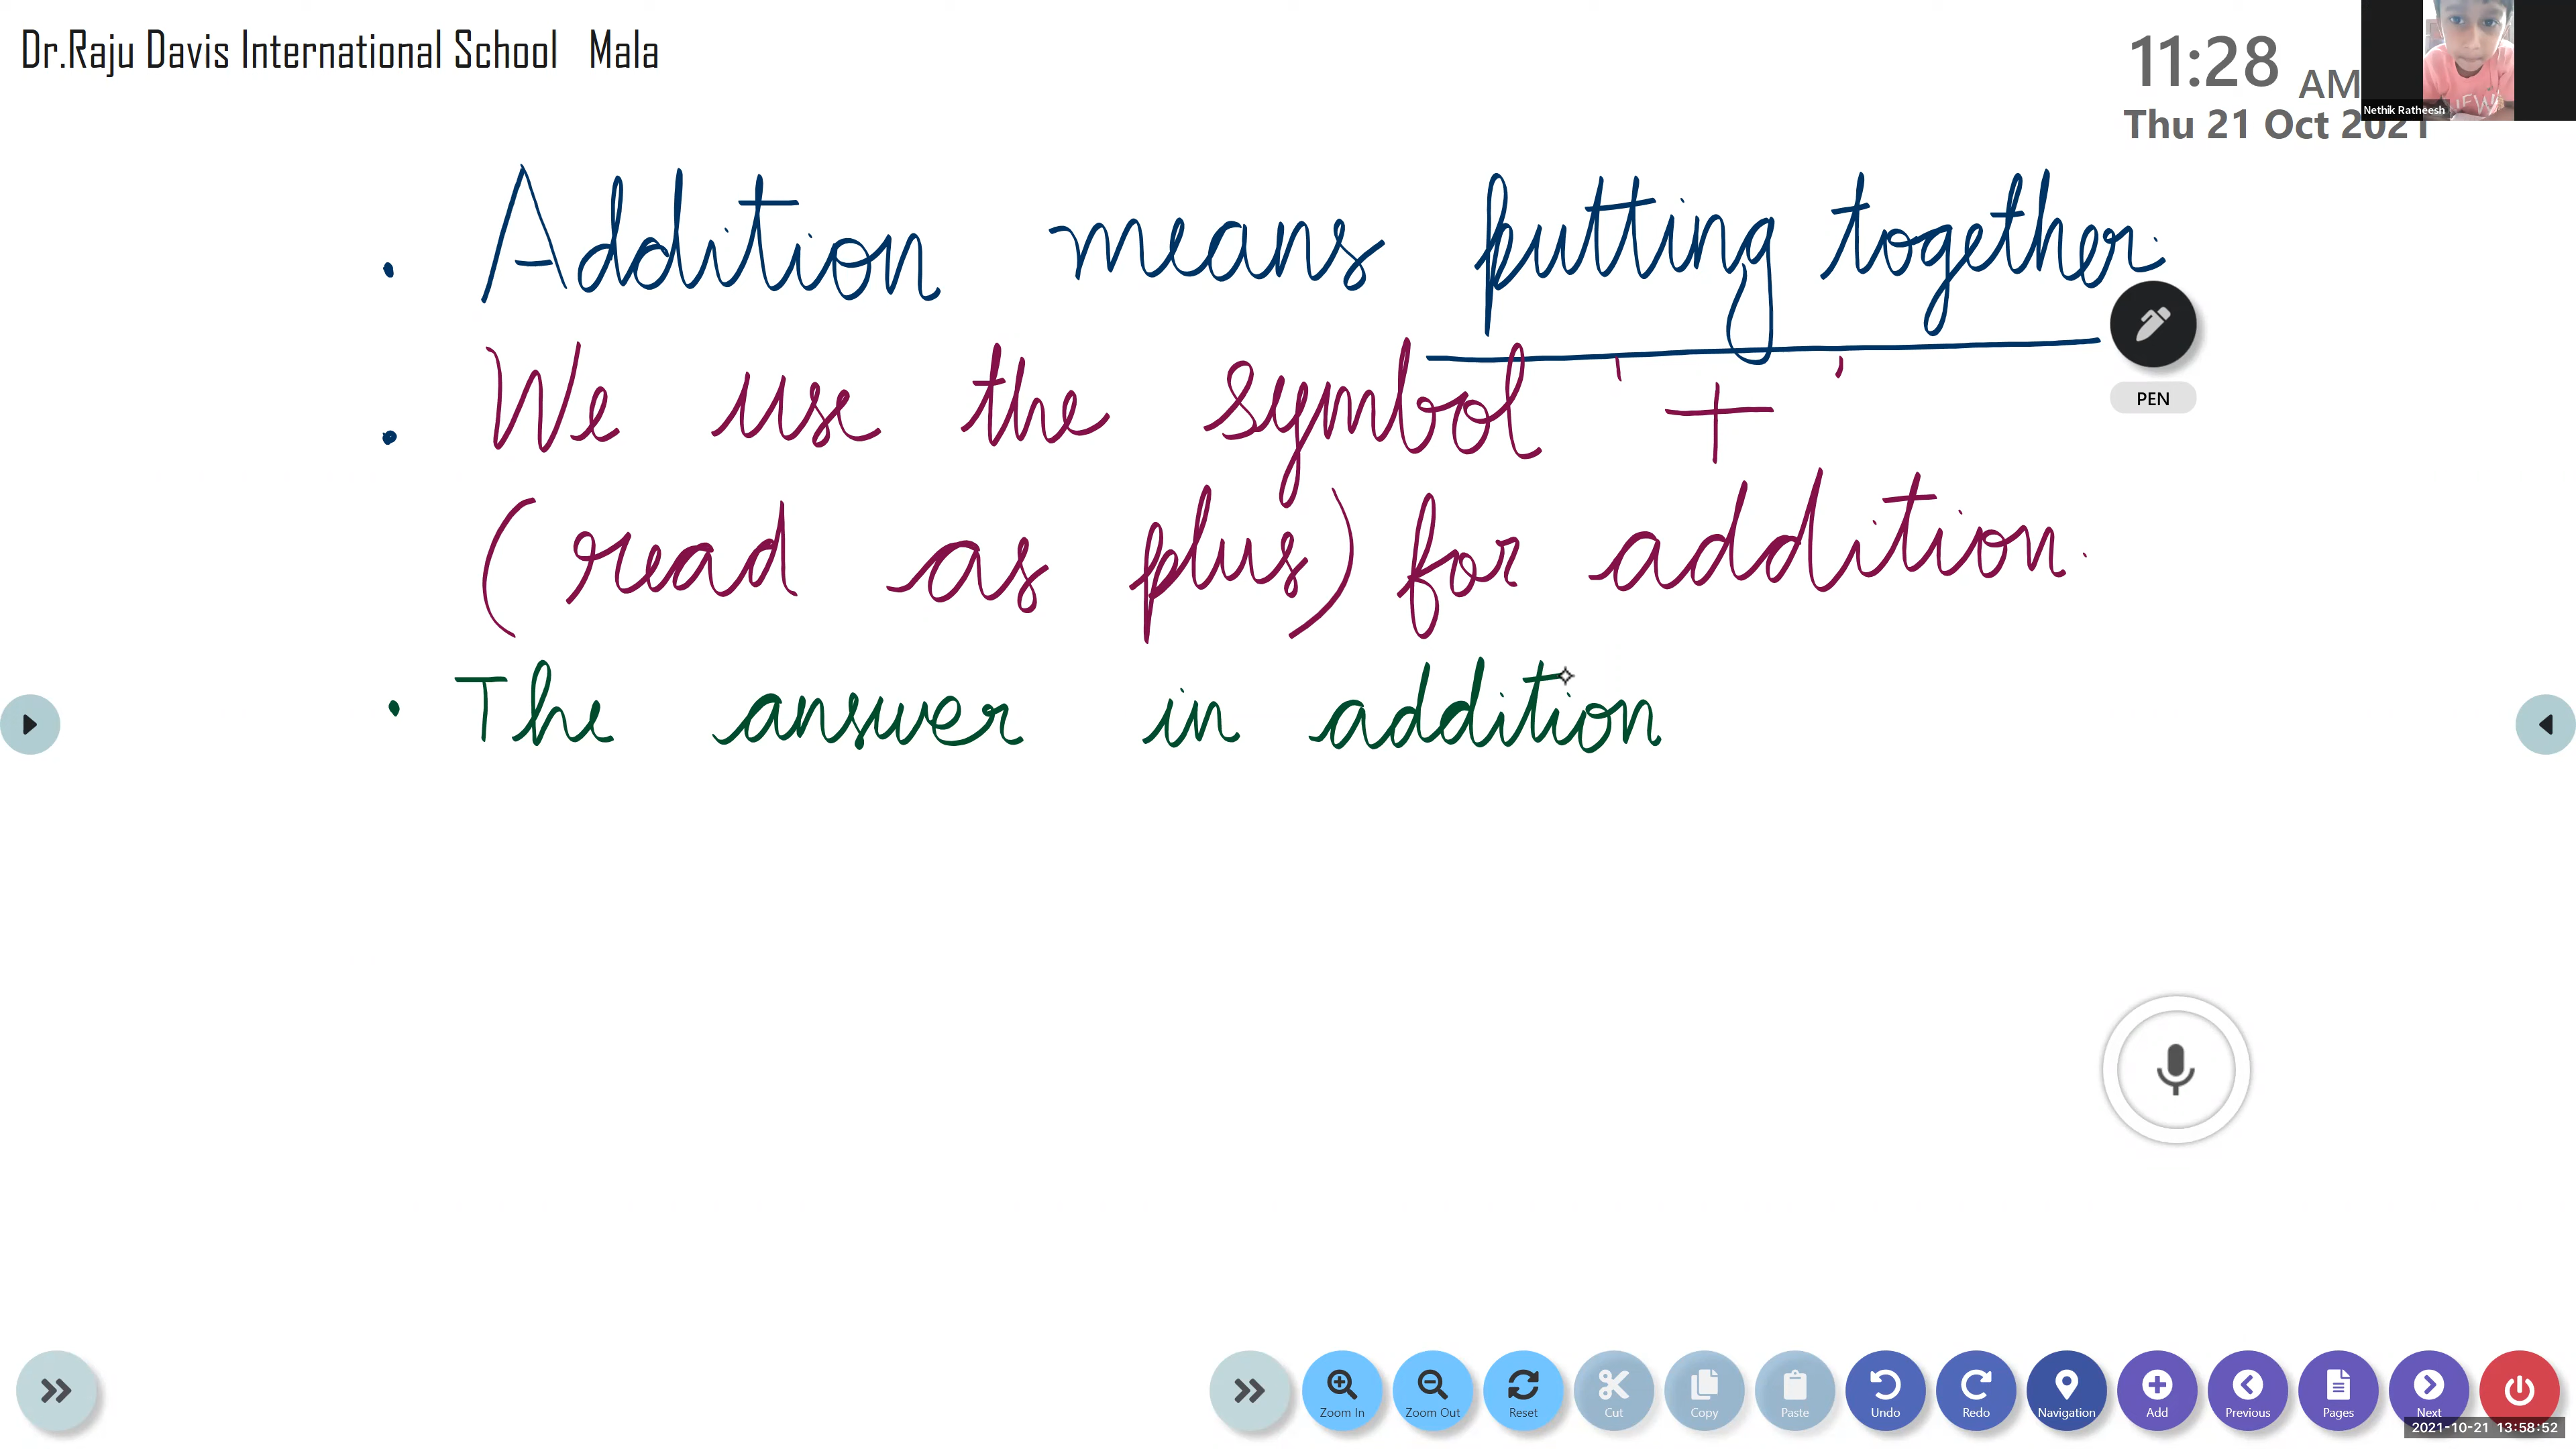 Dr.Raju Davis International School Mala
11:28 AM
Thu 21 Oct 2021
Nethik Ratheesh
• Addition means putting together.
PEN
• We use the symbol '+'
(read as plus) for addition.
• The answer in addition
Zoom In Zoom Out Reset Cut Copy Paste Undo Redo Navigation Add Previous Pages Next
2021-10-21 13:58:52